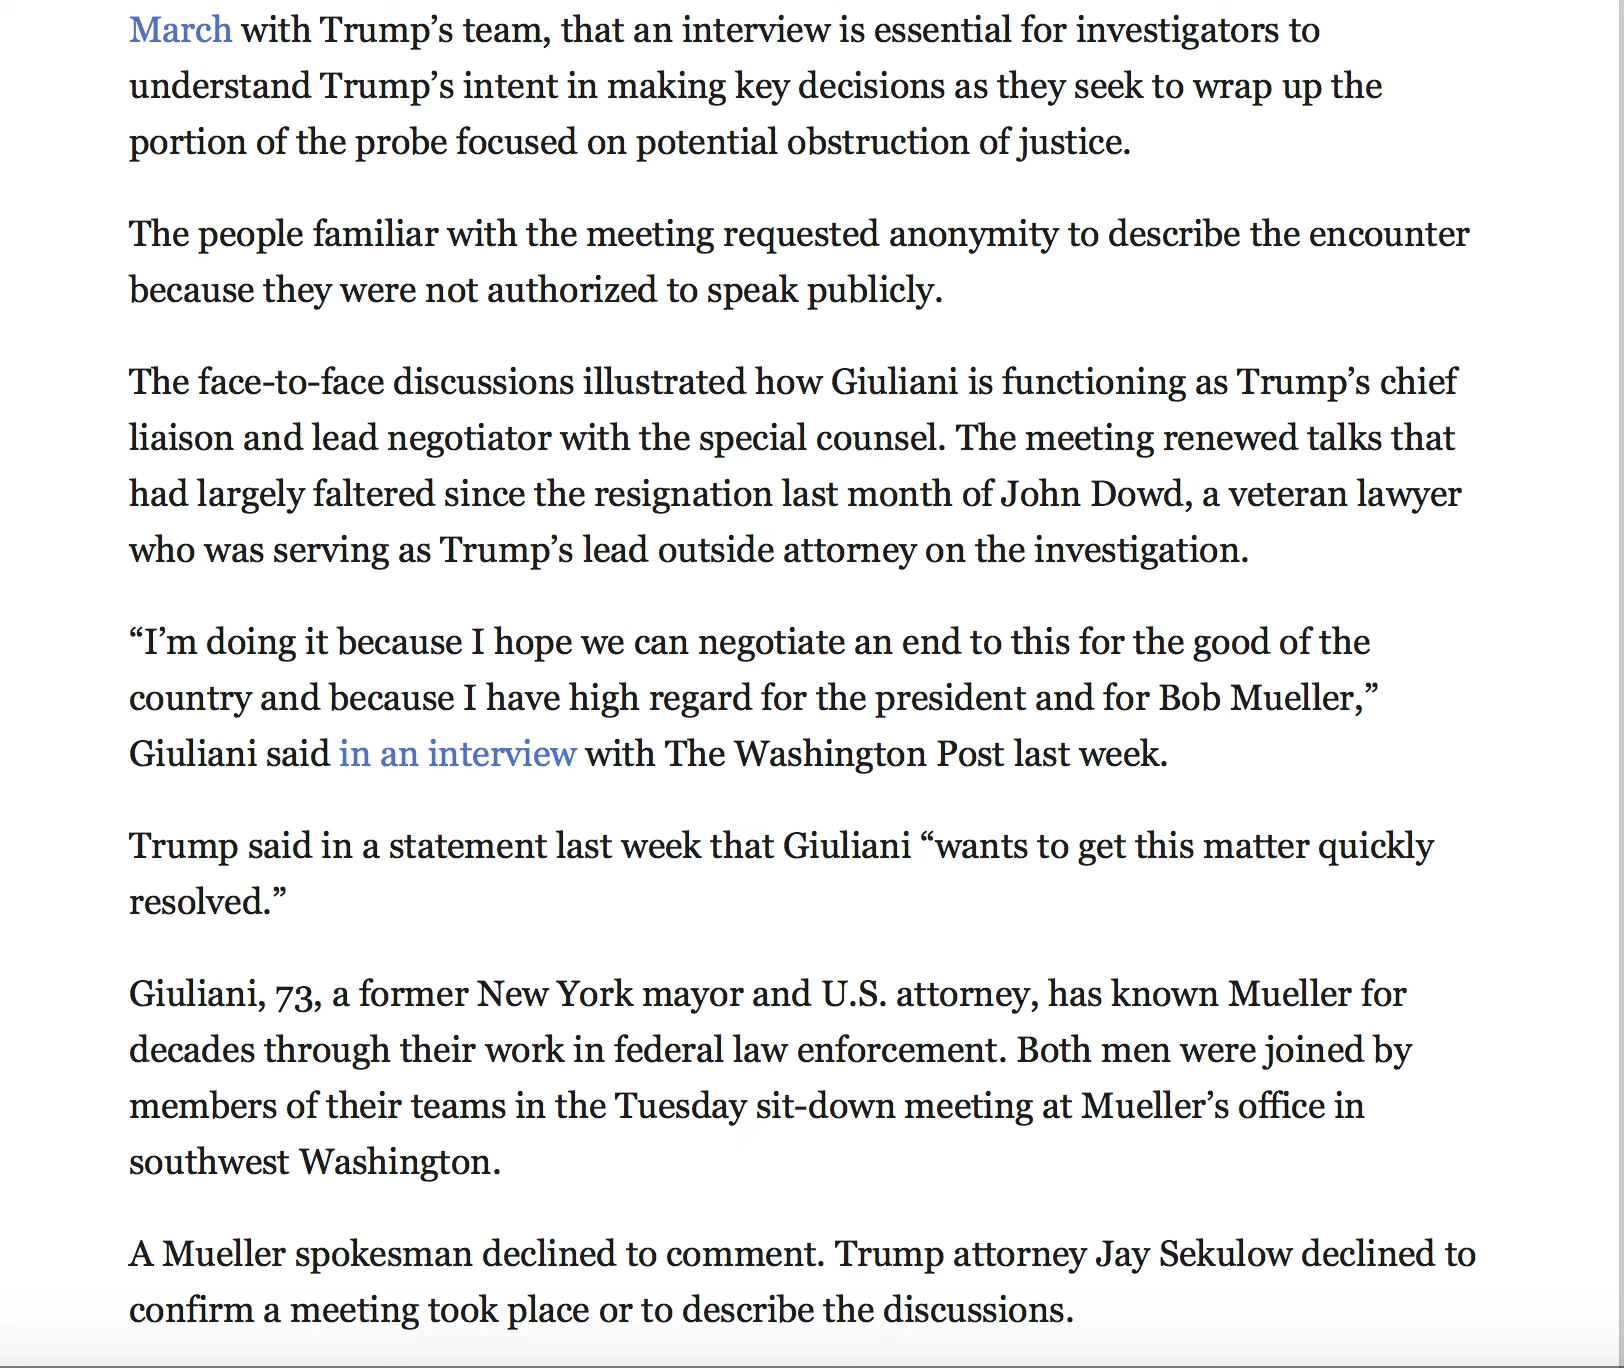 March with Trump’s team, that an interview is essential for investigators to
understand Trump’s intent in making key decisions as they seek to wrap up the
portion of the probe focused on potential obstruction of justice.
The people familiar with the meeting requested anonymity to describe the encounter
because they were not authorized to speak publicly.
The face-to-face discussions illustrated how Giuliani is functioning as Trump’s chief
liaison and lead negotiator with the special counsel. The meeting renewed talks that
had largely faltered since the resignation last month of John Dowd, a veteran lawyer
who was serving as Trump’s lead outside attorney on the investigation.
“I’m doing it because I hope we can negotiate an end to this for the good of the
country and because I have high regard for the president and for Bob Mueller,”
Giuliani said in an interview with The Washington Post last week.
Trump said in a statement last week that Giuliani “wants to get this matter quickly
resolved.”
Giuliani, 73, a former New York mayor and U.S. attorney, has known Mueller for
decades through their work in federal law enforcement. Both men were joined by
members of their teams in the Tuesday sit-down meeting at Mueller’s office in
southwest Washington.
A Mueller spokesman declined to comment. Trump attorney Jay Sekulow declined to
confirm a meeting took place or to describe the discussions.